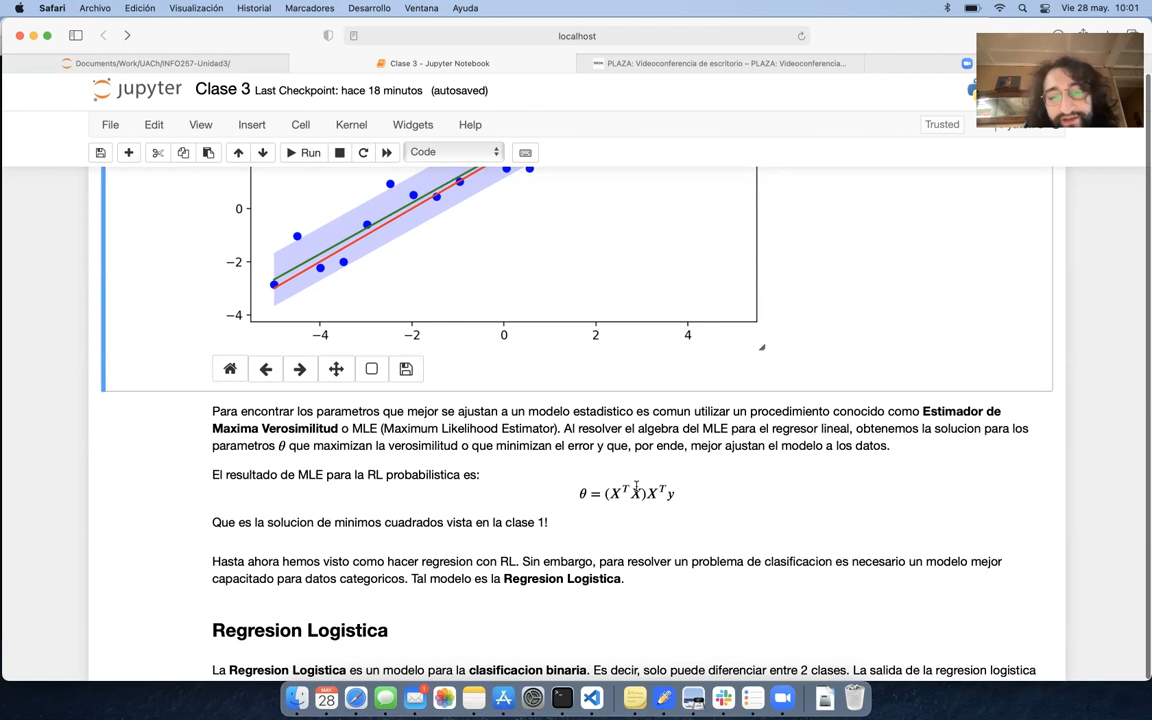 Safari Archivo Edición Visualización Historial Marcadores Desarrollo Ventana Ayuda Vie 28 may. 10:01
localhost
Documents/Work/UACh/INFO257-Unidad3/ Clase 3 - Jupyter Notebook PLAZA: Videoconferencia de escritorio – PLAZA: Videoconferencia...
jupyter Clase 3 Last Checkpoint: hace 18 minutos (autosaved)
File Edit View Insert Cell Kernel Widgets Help Trusted
Run Code
0
−2
−4
−4 −2 0 2 4
Para encontrar los parametros que mejor se ajustan a un modelo estadistico es comun utilizar un procedimiento conocido como Estimador de
Maxima Verosimilitud o MLE (Maximum Likelihood Estimator). Al resolver el algebra del MLE para el regresor lineal, obtenemos la solucion para los
parametros θ que maximizan la verosimilitud o que minimizan el error y que, por ende, mejor ajustan el modelo a los datos.
El resultado de MLE para la RL probabilistica es:
θ = (XᵀX)Xᵀy
Que es la solucion de minimos cuadrados vista en la clase 1!
Hasta ahora hemos visto como hacer regresion con RL. Sin embargo, para resolver un problema de clasificacion es necesario un modelo mejor
capacitado para datos categoricos. Tal modelo es la Regresion Logistica.
Regresion Logistica
La Regresion Logistica es un modelo para la clasificacion binaria. Es decir, solo puede diferenciar entre 2 clases. La salida de la regresion logistica
MAY
28